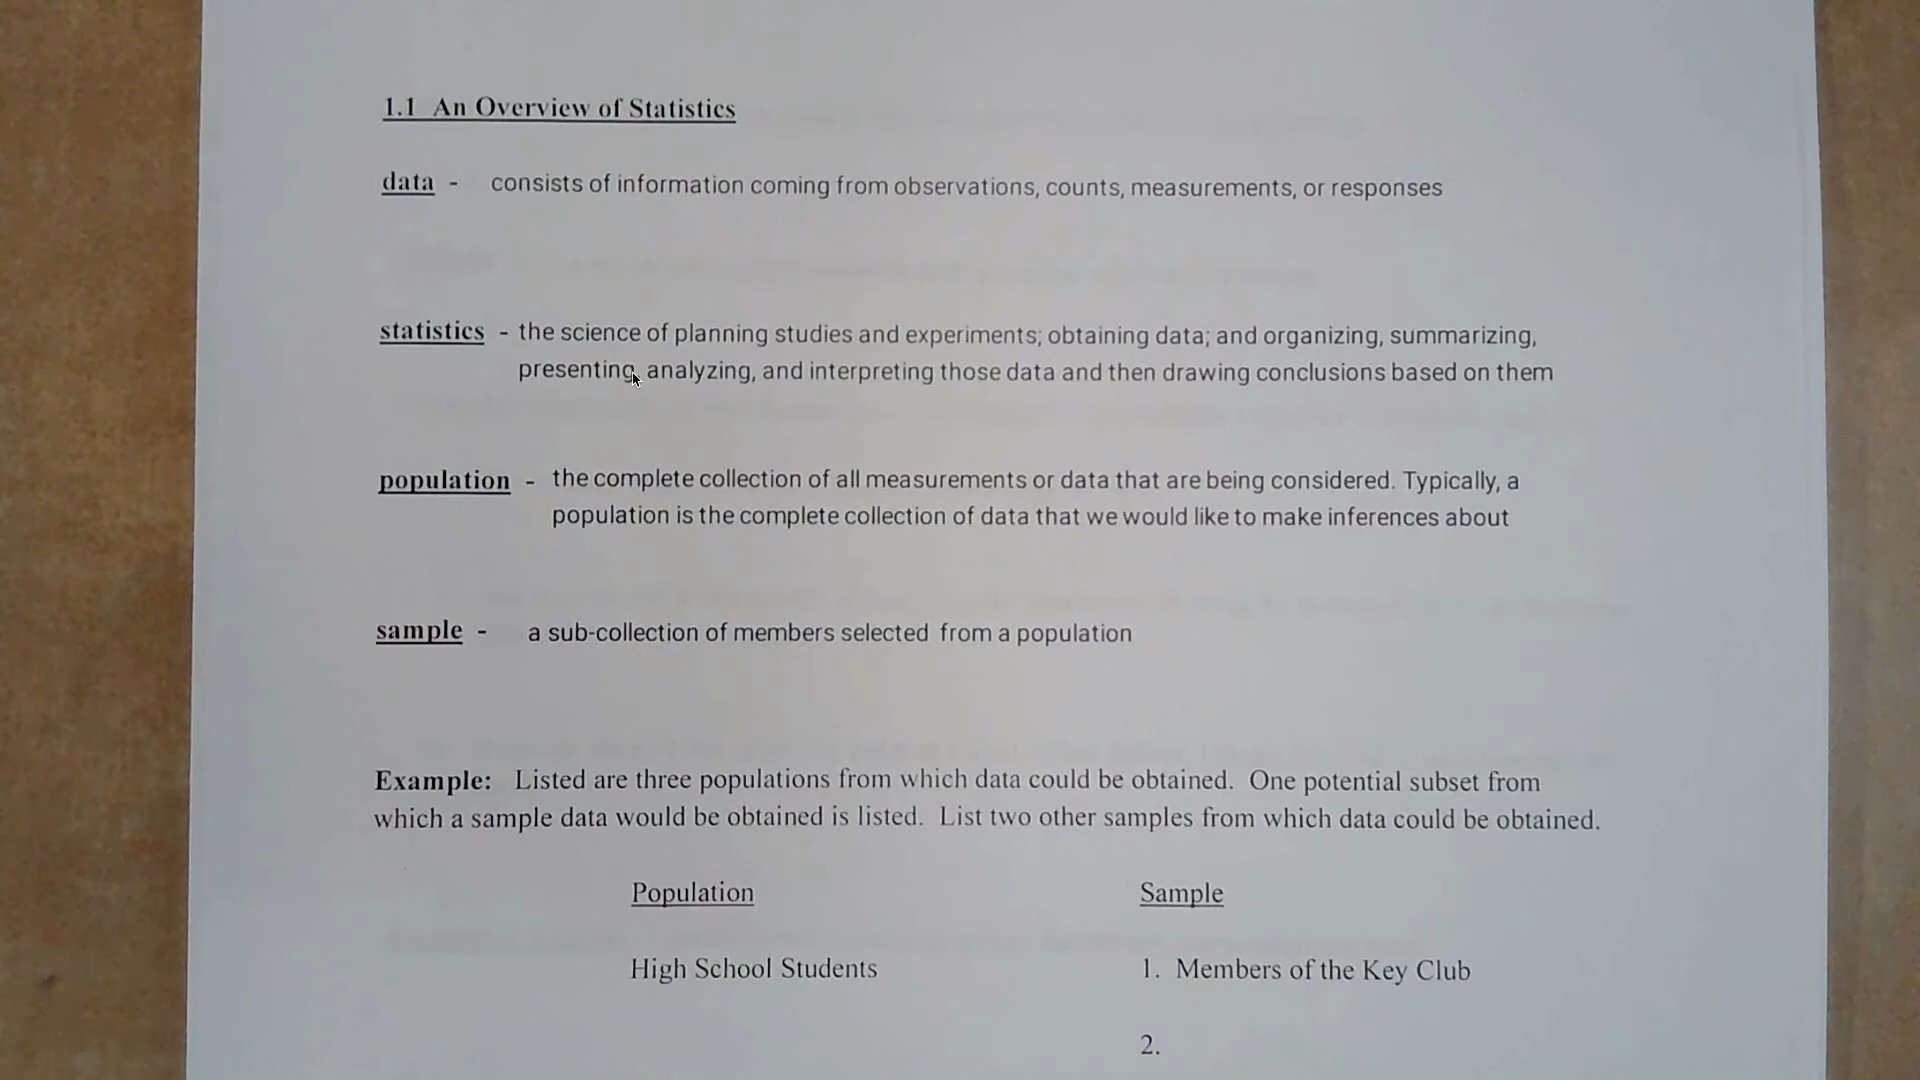 1.1 An Overview of Statistics
data - consists of information coming from observations, counts, measurements, or responses
statistics - the science of planning studies and experiments; obtaining data; and organizing, summarizing,
presenting, analyzing, and interpreting those data and then drawing conclusions based on them
population - the complete collection of all measurements or data that are being considered. Typically, a
population is the complete collection of data that we would like to make inferences about
sample - a sub-collection of members selected from a population
Example: Listed are three populations from which data could be obtained. One potential subset from
which a sample data would be obtained is listed. List two other samples from which data could be obtained.
Population Sample
High School Students 1. Members of the Key Club
2.